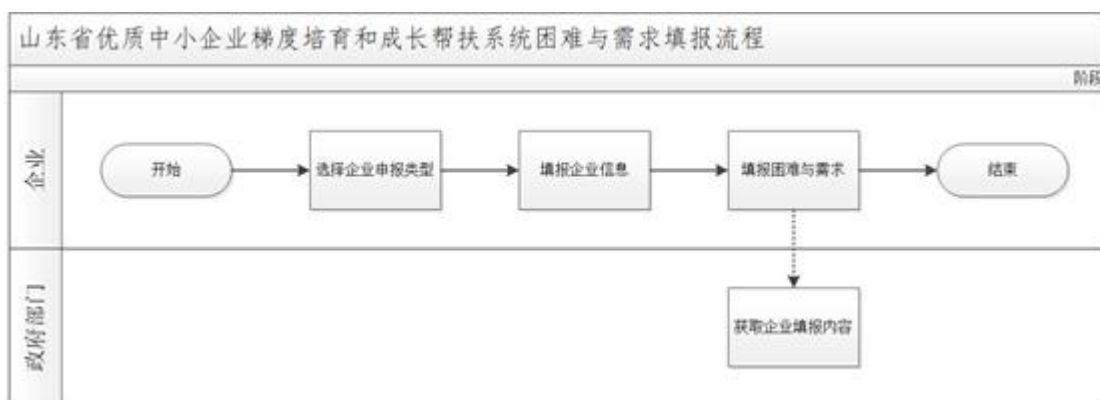 山东省优质中小企业梯度培育和成长帮扶系统困难与需求填报流程
阶段
企业
开始
选择企业申报类型
填报企业信息
填报困难与需求
结束
政府部门
获取企业填报内容